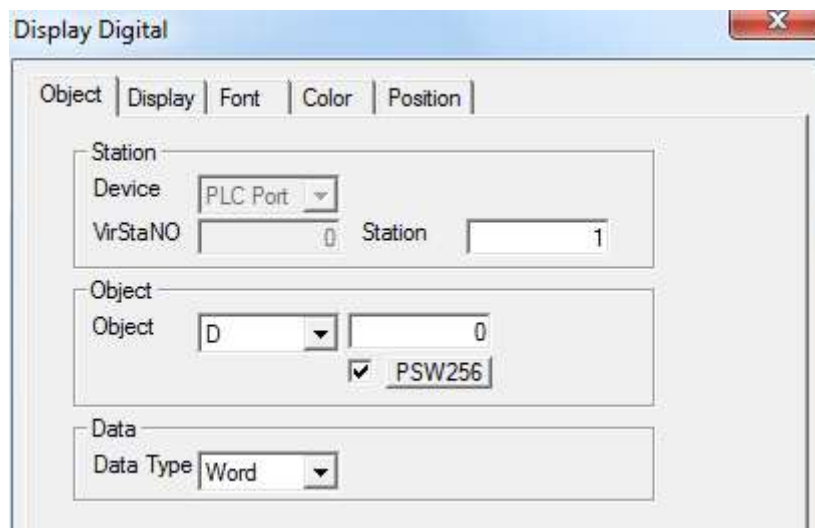 Display Digital
Object Display Font Color Position
Station
Device PLC Port
VirStaNO 0 Station 1
Object
Object D 0
PSW256
Data
Data Type Word